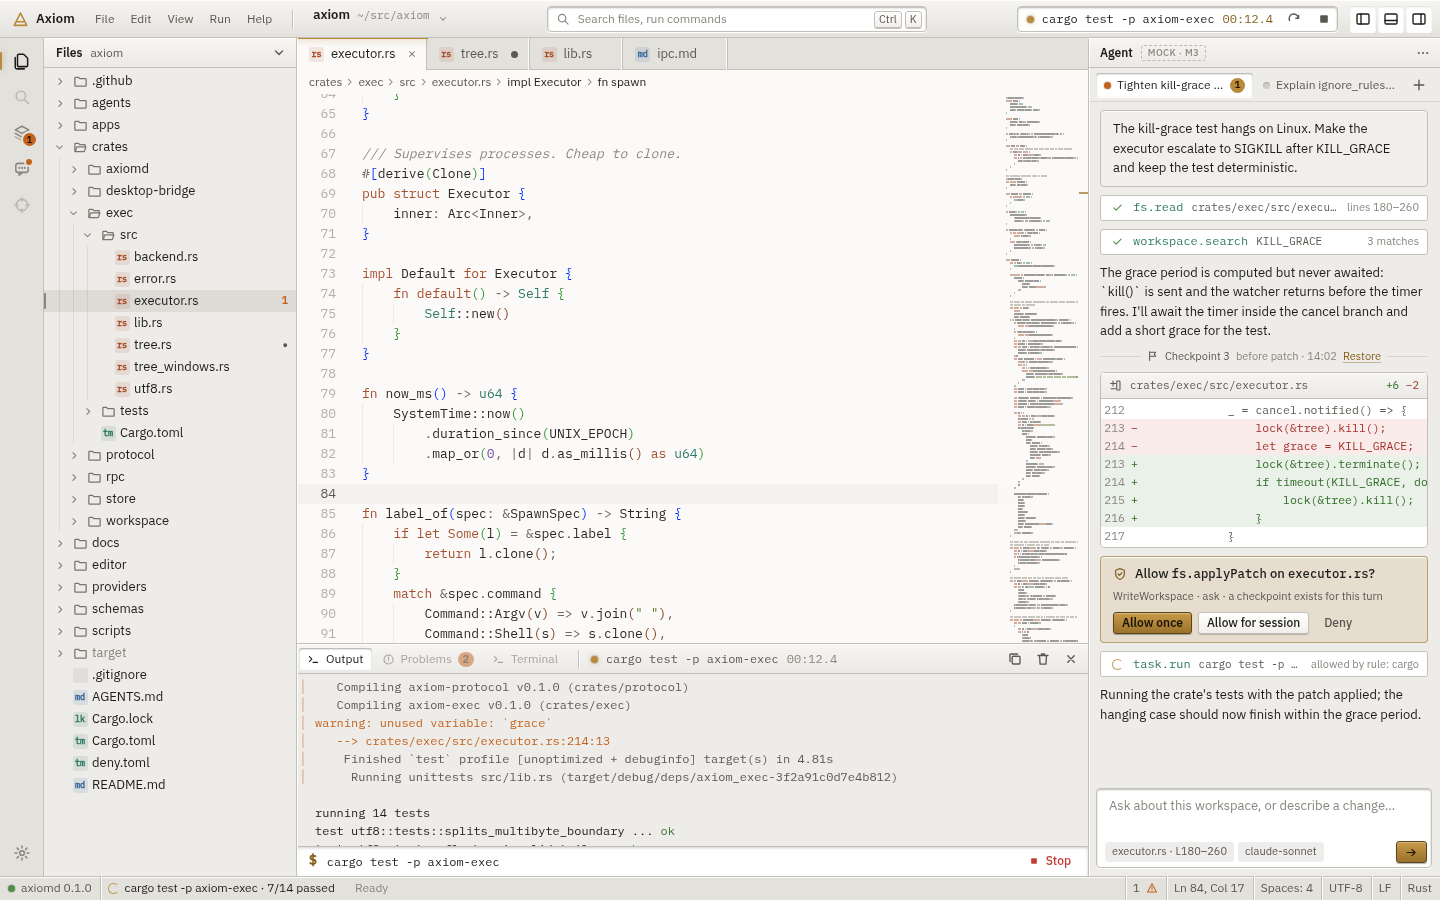 Axiom File Edit View Run Help
axiom ~/src/axiom
Search files, run commands Ctrl K
cargo test -p axiom-exec 00:12.4
Files axiom
.github
agents
apps
crates
axiomd
desktop-bridge
exec
src
rs backend.rs
rs error.rs
rs executor.rs 1
rs lib.rs
rs tree.rs
rs tree_windows.rs
rs utf8.rs
tests
tm Cargo.toml
protocol
rpc
store
workspace
docs
editor
providers
schemas
scripts
target
.gitignore
md AGENTS.md
lk Cargo.lock
tm Cargo.toml
tm deny.toml
md README.md
1
rs executor.rs × rs tree.rs rs lib.rs md ipc.md
crates > exec > src > executor.rs > impl Executor > fn spawn
64 }
65 }
66
67 /// Supervises processes. Cheap to clone.
68 #[derive(Clone)]
69 pub struct Executor {
70 inner: Arc<Inner>,
71 }
72
73 impl Default for Executor {
74 fn default() -> Self {
75 Self::new()
76 }
77 }
78
79 fn now_ms() -> u64 {
80 SystemTime::now()
81 .duration_since(UNIX_EPOCH)
82 .map_or(0, |d| d.as_millis() as u64)
83 }
84
85 fn label_of(spec: &SpawnSpec) -> String {
86 if let Some(l) = &spec.label {
87 return l.clone();
88 }
89 match &spec.command {
90 Command::Argv(v) => v.join(" "),
91 Command::Shell(s) => s.clone(),
Output Problems 2 Terminal cargo test -p axiom-exec 00:12.4
Compiling axiom-protocol v0.1.0 (crates/protocol)
Compiling axiom-exec v0.1.0 (crates/exec)
warning: unused variable: `grace`
--> crates/exec/src/executor.rs:214:13
Finished `test` profile [unoptimized + debuginfo] target(s) in 4.81s
Running unittests src/lib.rs (target/debug/deps/axiom_exec-3f2a91c0d7e4b812)
running 14 tests
test utf8::tests::splits_multibyte_boundary ... ok
$ cargo test -p axiom-exec Stop
Agent MOCK · M3
Tighten kill-grace ... 1 Explain ignore_rules...
The kill-grace test hangs on Linux. Make the
executor escalate to SIGKILL after KILL_GRACE
and keep the test deterministic.
fs.read crates/exec/src/execu... lines 180–260
workspace.search KILL_GRACE 3 matches
The grace period is computed but never awaited:
`kill()` is sent and the watcher returns before the timer
fires. I'll await the timer inside the cancel branch and
add a short grace for the test.
Checkpoint 3 before patch · 14:02 Restore
crates/exec/src/executor.rs +6 −2
212 _ = cancel.notified() => {
213 − lock(&tree).kill();
214 − let grace = KILL_GRACE;
213 + lock(&tree).terminate();
214 + if timeout(KILL_GRACE, do
215 + lock(&tree).kill();
216 + }
217 }
Allow fs.applyPatch on executor.rs?
WriteWorkspace · ask · a checkpoint exists for this turn
Allow once Allow for session Deny
task.run cargo test -p ... allowed by rule: cargo
Running the crate's tests with the patch applied; the
hanging case should now finish within the grace period.
Ask about this workspace, or describe a change...
executor.rs · L180–260 claude-sonnet
axiomd 0.1.0 cargo test -p axiom-exec · 7/14 passed Ready 1 Ln 84, Col 17 Spaces: 4 UTF-8 LF Rust